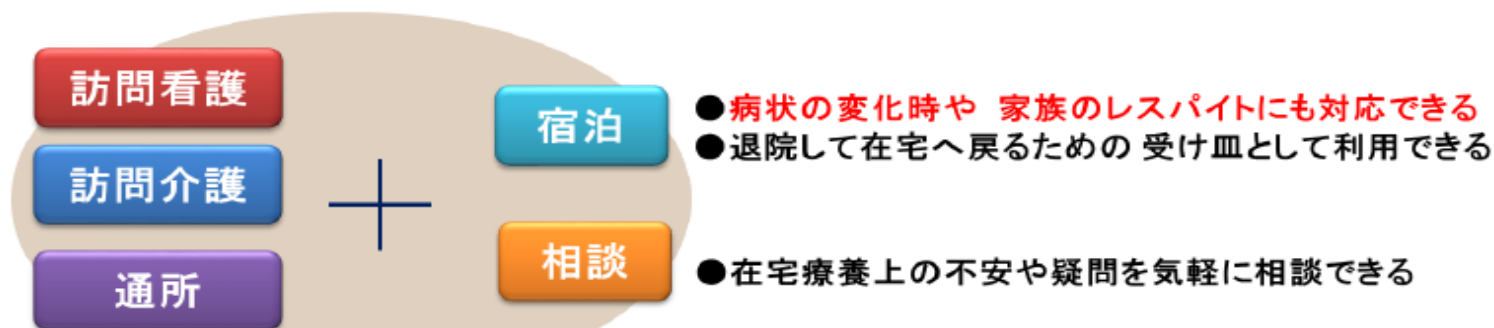 訪問看護
訪問介護
通所
宿泊
●病状の変化時や 家族のレスパイトにも対応できる
●退院して在宅へ戻るための 受け皿として利用できる
相談
●在宅療養上の不安や疑問を気軽に相談できる